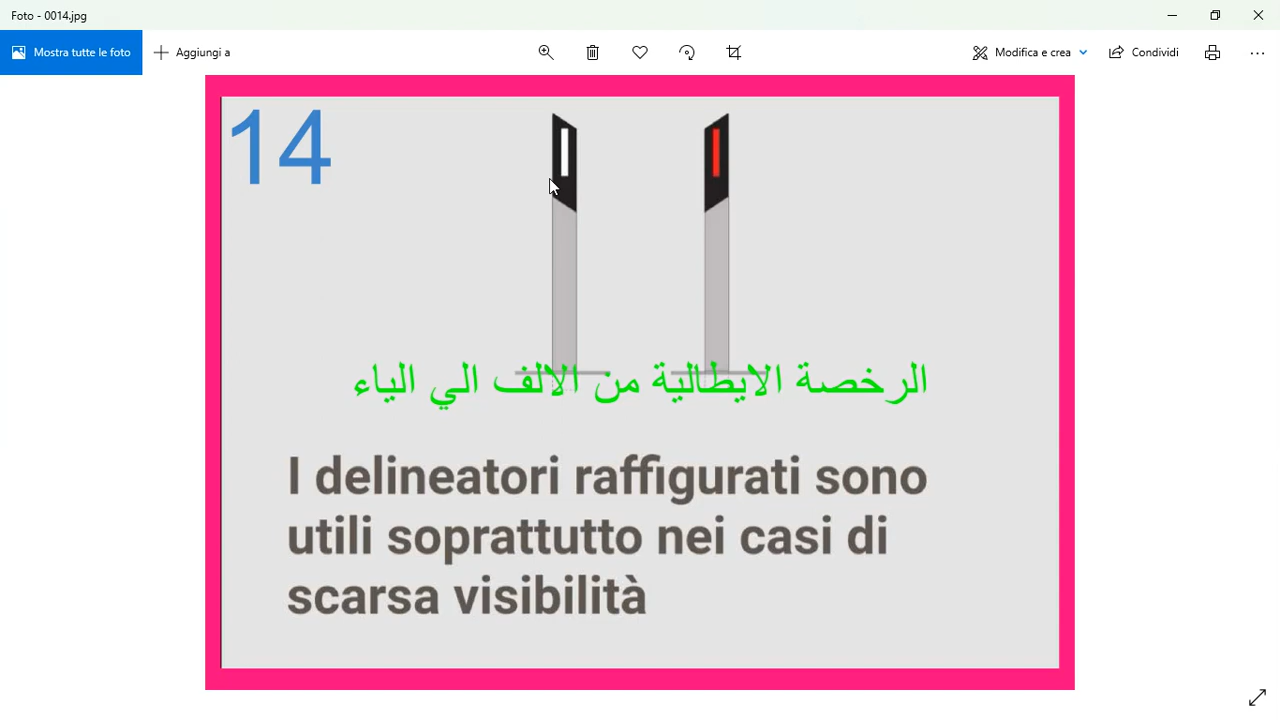 Foto - 0014.jpg
Mostra tutte le foto
Aggiungi a
Modifica e crea
Condividi
14
الرخصة الايطالية من الالف الي الياء
I delineatori raffigurati sono
utili soprattutto nei casi di
scarsa visibilità